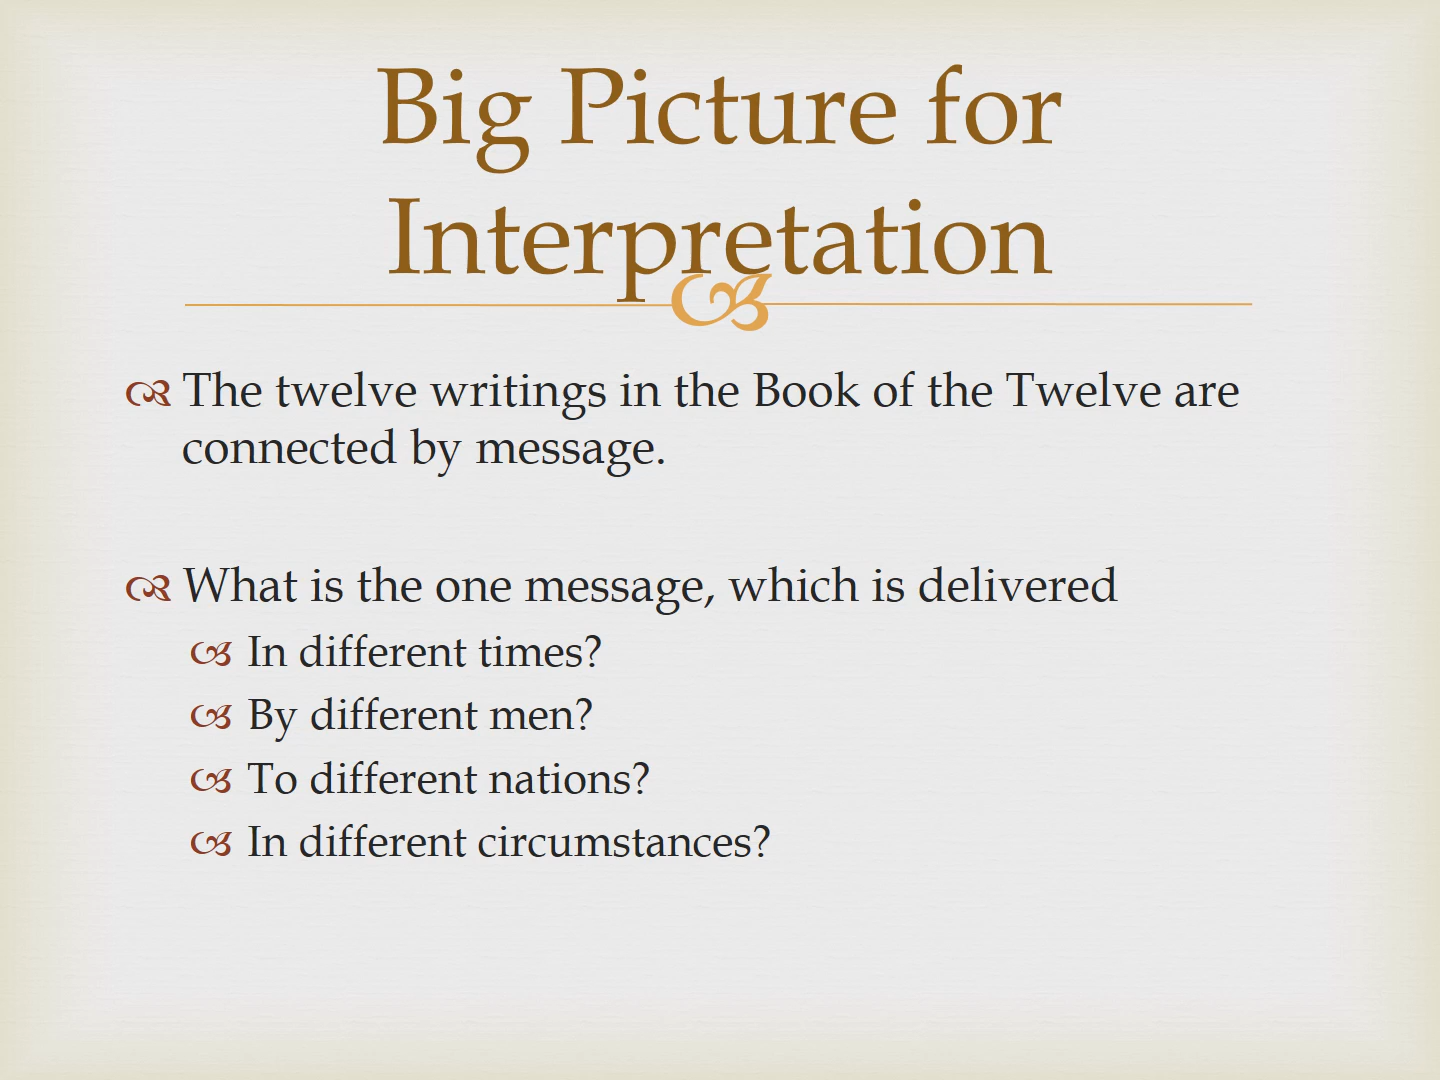 Big Picture for
Interpretation
The twelve writings in the Book of the Twelve are
connected by message.
What is the one message, which is delivered
In different times?
By different men?
To different nations?
In different circumstances?